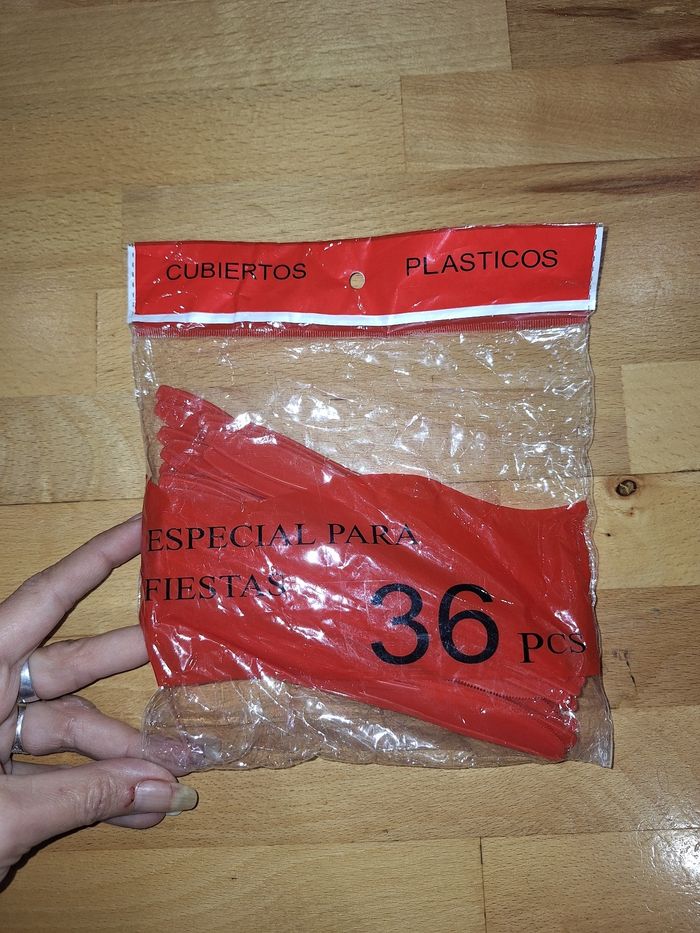 CUBIERTOS PLASTICOS
ESPECIAL PARA
FIESTAS
36 PCS